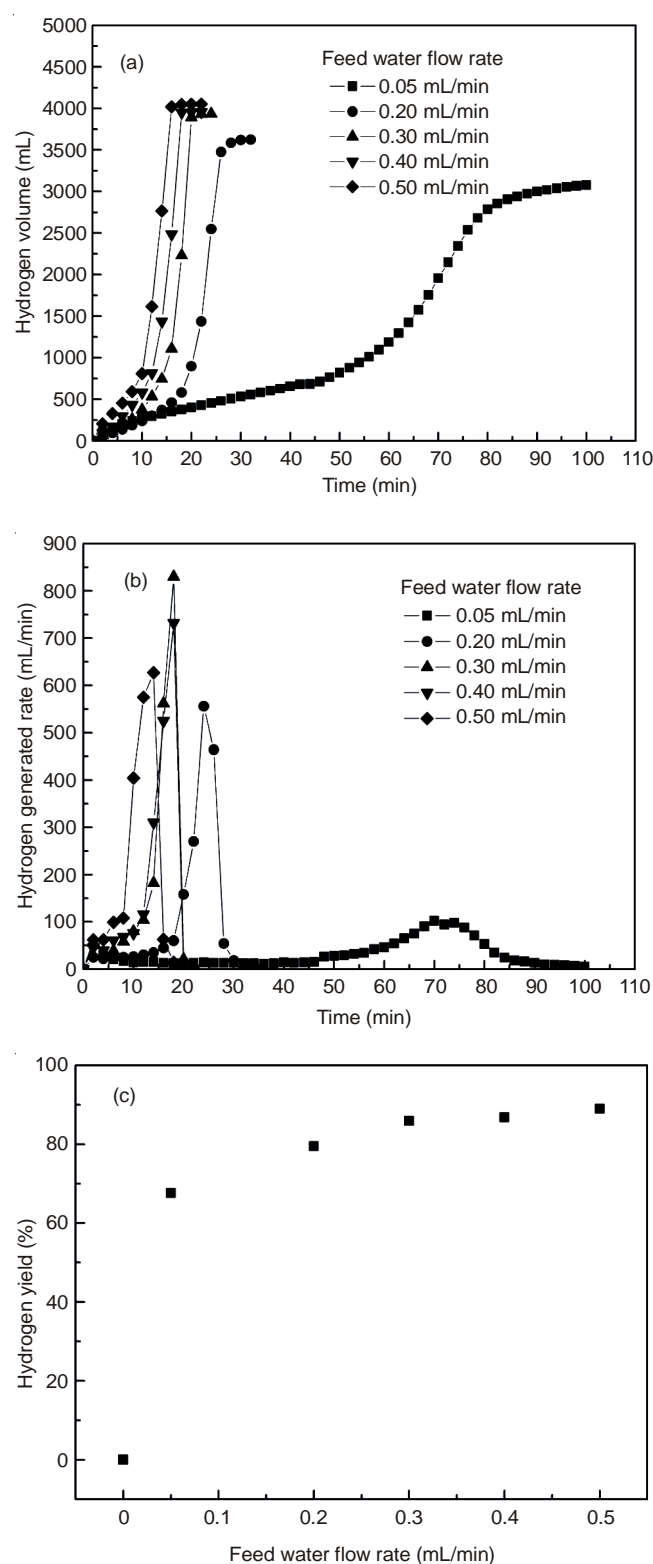 (a)
Feed water flow rate
0.05 mL/min
0.20 mL/min
0.30 mL/min
0.40 mL/min
0.50 mL/min
5000
4500
4000
3500
3000
2500
2000
1500
1000
500
0
Hydrogen volume (mL)
0 10 20 30 40 50 60 70 80 90 100 110
Time (min)
(b)
Feed water flow rate
0.05 mL/min
0.20 mL/min
0.30 mL/min
0.40 mL/min
0.50 mL/min
900
800
700
600
500
400
300
200
100
0
Hydrogen generated rate (mL/min)
0 10 20 30 40 50 60 70 80 90 100 110
Time (min)
(c)
100
80
60
40
20
0
Hydrogen yield (%)
0 0.1 0.2 0.3 0.4 0.5
Feed water flow rate (mL/min)